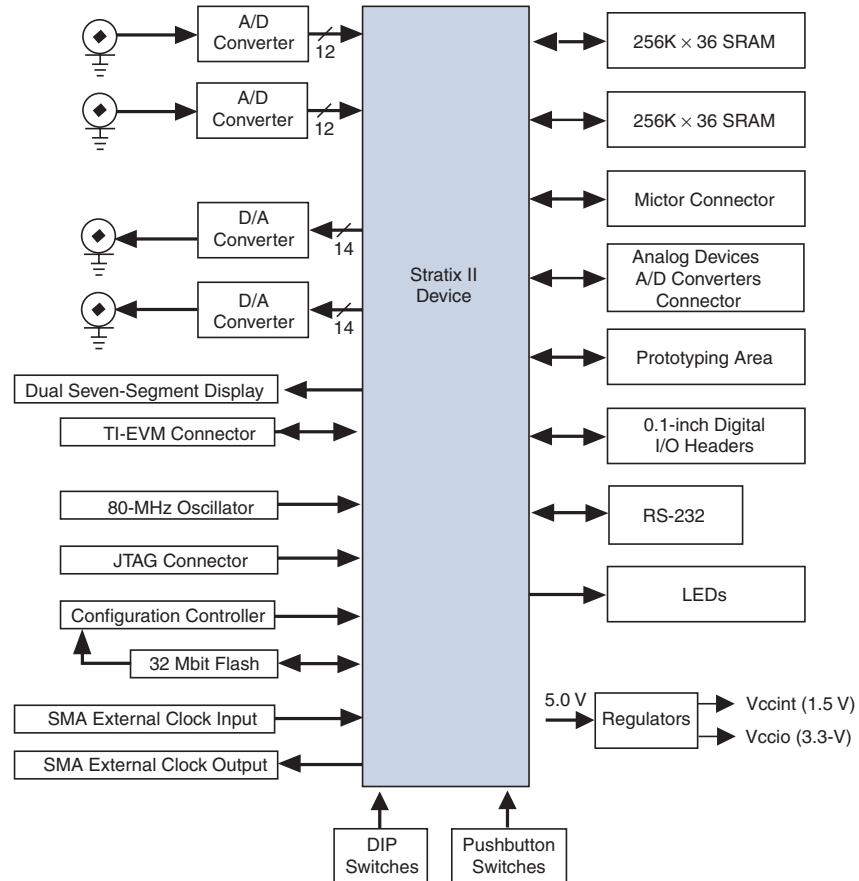 A/D
Converter
12
A/D
Converter
12
D/A
Converter
14
D/A
Converter
14
Dual Seven-Segment Display
TI-EVM Connector
80-MHz Oscillator
JTAG Connector
Configuration Controller
32 Mbit Flash
SMA External Clock Input
SMA External Clock Output
Stratix II
Device
256K × 36 SRAM
256K × 36 SRAM
Mictor Connector
Analog Devices
A/D Converters
Connector
Prototyping Area
0.1-inch Digital
I/O Headers
RS-232
LEDs
5.0 V
Regulators
Vccint (1.5 V)
Vccio (3.3-V)
DIP
Switches
Pushbutton
Switches